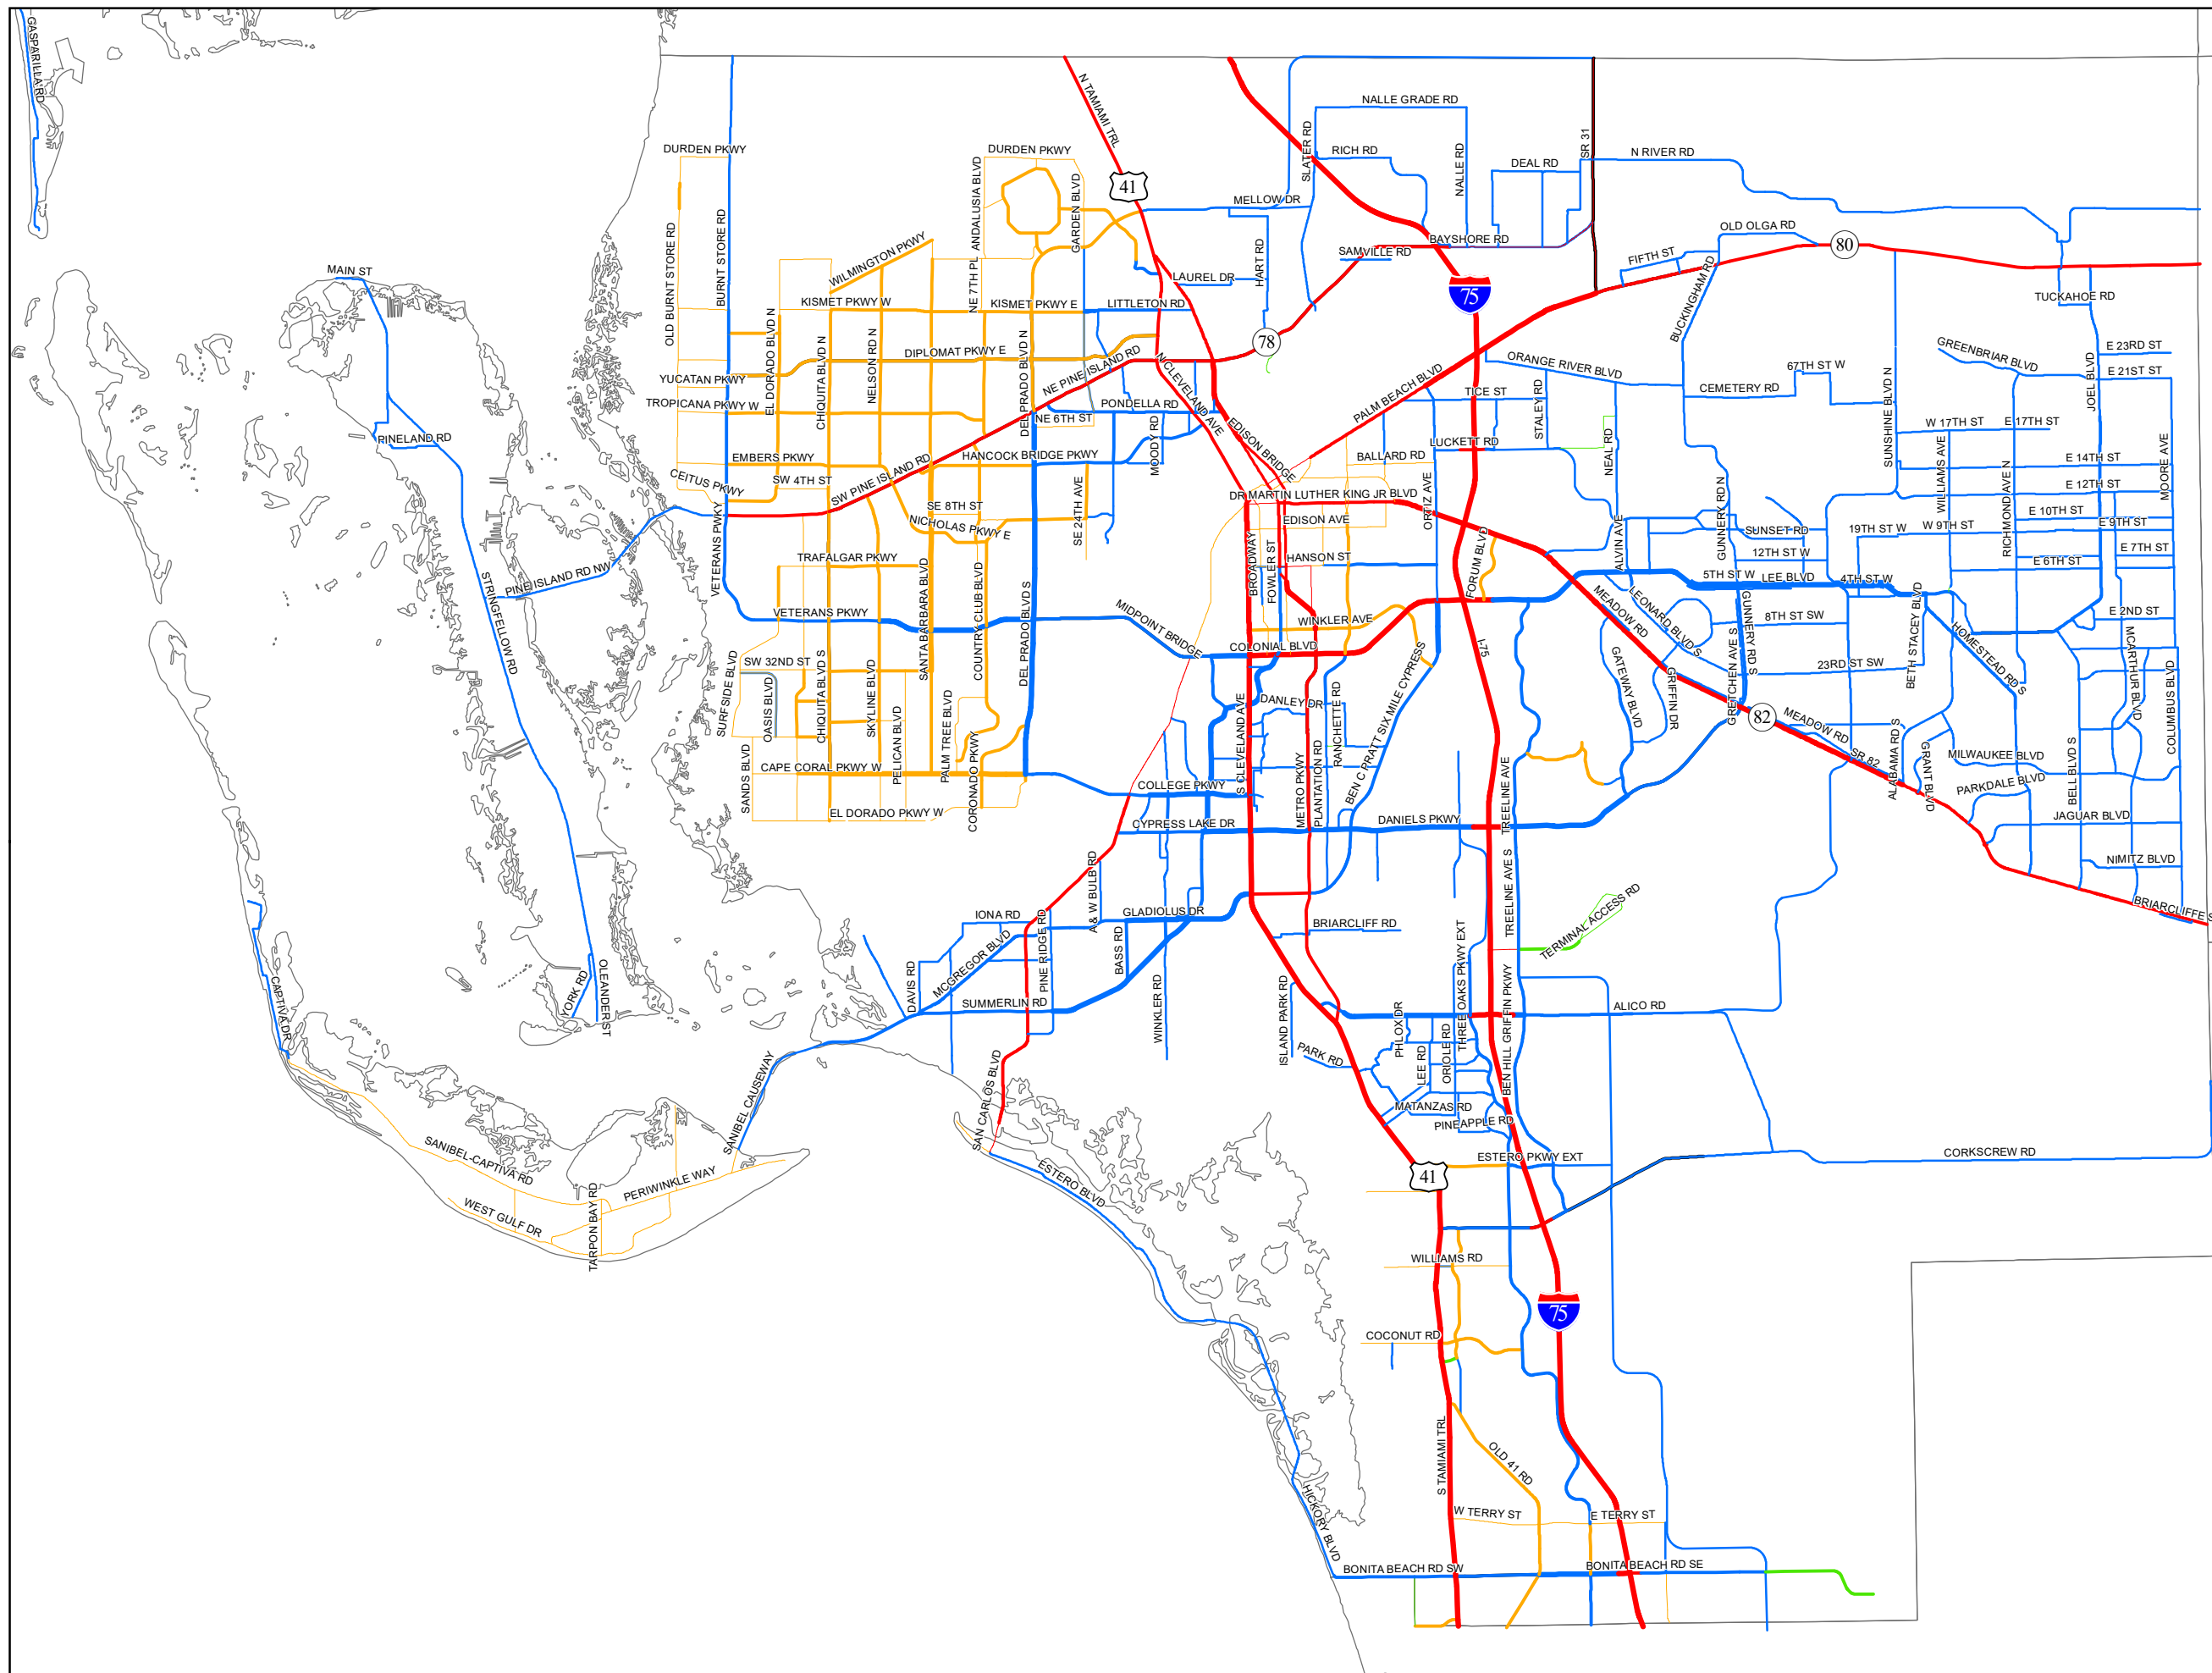 GASPARILLA RD
N TAMIAMI TRL
41
NALLE GRADE RD
SLATER RD
RICH RD
NALLE RD
DEAL RD
SR 31
N RIVER RD
DURDEN PKWY
DURDEN PKWY
NE 7TH PL
ANDALUSIA BLVD
GARDEN BLVD
MELLOW DR
HART RD
BAYSHORE RD
SAMVILLE RD
OLD OLGA RD
80
FIFTH ST
BUCKINGHAM RD
MAIN ST
OLD BURNT STORE RD
BURNT STORE RD
WILMINGTON PKWY
LAUREL DR
KISMET PKWY W
KISMET PKWY E
LITTLETON RD
75
TUCKAHOE RD
EL DORADO BLVD N
CHIQUITA BLVD N
NELSON RD N
DIPLOMAT PKWY E
DEL PRADO BLVD N
NE PINE ISLAND RD
N CLEVELAND AVE
78
ORANGE RIVER BLVD
GREENBRIAR BLVD
E 23RD ST
67TH ST W
E 21ST ST
YUCATAN PKWY
TROPICANA PKWY W
PONDELLA RD
NE 6TH ST
PALM BEACH BLVD
TICE ST
STALEY RD
CEMETERY RD
SUNSHINE BLVD N
JOEL BLVD
PINELAND RD
EDISON BRIDGE
LUCKETT RD
NEAL RD
W 17TH ST
E 17TH ST
WILLIAMS AVE
MOORE AVE
EMBERS PKWY
HANCOCK BRIDGE PKWY
MOODY RD
BALLARD RD
E 14TH ST
CEITUS PKWY
SW 4TH ST
SW PINE ISLAND RD
E 12TH ST
RICHMOND AVE N
SE 8TH ST
NICHOLAS PKWY E
SE 24TH AVE
DR MARTIN LUTHER KING JR BLVD
ORTIZ AVE
EDISON AVE
GUNNERY RD N
SUNSET RD
19TH ST W
W 9TH ST
E 10TH ST
E 9TH ST
TRAFALGAR PKWY
BROADWAY
FOWLER ST
HANSON ST
FORUM BLVD
ALVIN AVE
12TH ST W
E 7TH ST
E 6TH ST
VETERANS PWKY
STRINGFELLOW RD
PINE ISLAND RD NW
SANTA BARBARA BLVD
COUNTRY CLUB BLVD
DEL PRADO BLVD S
5TH ST W
LEE BLVD
4TH ST W
VETERANS PKWY
MIDPOINT BRIDGE
WINKLER AVE
MEADOW RD
LEONARD BLVD S
GUNNERY RD S
8TH ST SW
BETH STACEY BLVD
E 2ND ST
SURFSIDE BLVD
SW 32ND ST
COLONIAL BLVD
I-75
GATEWAY BLVD
GRIFFIN DR
GRETCHEN AVE S
23RD ST SW
HOMESTEAD RD S
MCARTHUR BLVD
COLUMBUS BLVD
OASIS BLVD
CHIQUITA BLVD S
SKYLINE BLVD
PELICAN BLVD
PALM TREE BLVD
CORONADO PKWY
S CLEVELAND AVE
DANLEY DR
RANCHETTE RD
BEN C PRATT SIX MILE CYPRESS
82
MEADOW RD
SR 82
ALABAMA RD S
GRANT BLVD
MILWAUKEE BLVD
BELL BLVD S
SANDS BLVD
CAPE CORAL PKWY W
COLLEGE PKWY
METRO PKWY
PLANTATION RD
TREELINE AVE
PARKDALE BLVD
EL DORADO PKWY W
CYPRESS LAKE DR
DANIELS PKWY
JAGUAR BLVD
NIMITZ BLVD
A & W BULB RD
TREELINE AVE S
TERMINAL ACCESS RD
BRIARCLIFFE S
IONA RD
GLADIOLUS DR
BRIARCLIFF RD
MCGREGOR BLVD
PINE RIDGE RD
BASS RD
YORK RD
OLEANDER ST
CAPTIVA DR
DAVIS RD
SUMMERLIN RD
WINKLER RD
ISLAND PARK RD
THREE OAKS PKWY EXT
BEN HILL GRIFFIN PKWY
ALICO RD
PHLOX DR
LEE RD
ORIOLE RD
PARK RD
SAN CARLOS BLVD
SANIBEL CAUSEWAY
MATANZAS RD
PINEAPPLE RD
SANIBEL-CAPTIVA RD
PERIWINKLE WAY
WEST GULF DR
TARPON BAY RD
ESTERO BLVD
41
ESTERO PKWY EXT
CORKSCREW RD
WILLIAMS RD
75
COCONUT RD
S TAMIAMI TRL
OLD 41 RD
HICKORY BLVD
W TERRY ST
E TERRY ST
BONITA BEACH RD SW
BONITA BEACH RD SE